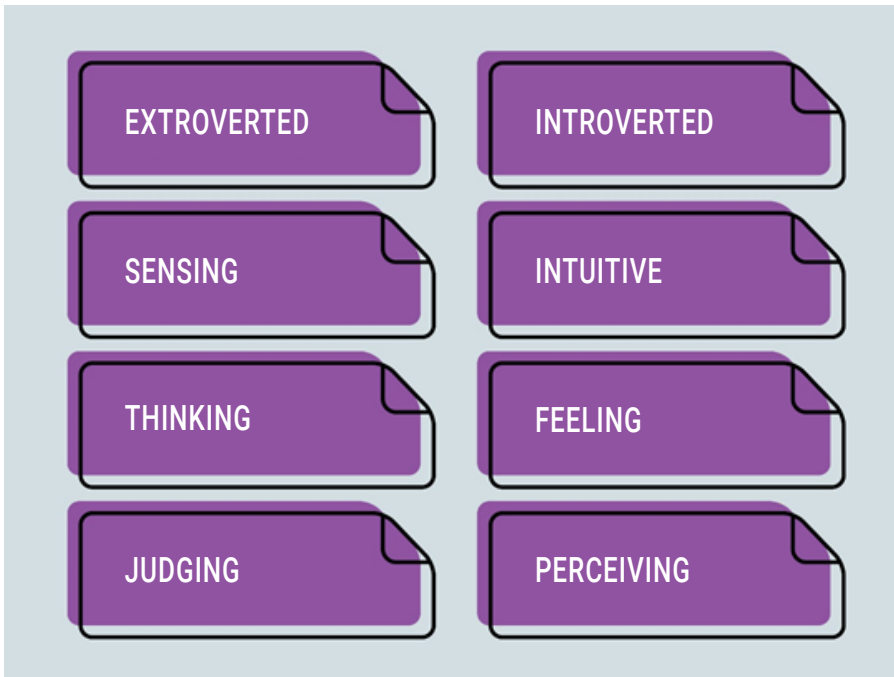 EXTROVERTED
INTROVERTED
SENSING
INTUITIVE
THINKING
FEELING
JUDGING
PERCEIVING